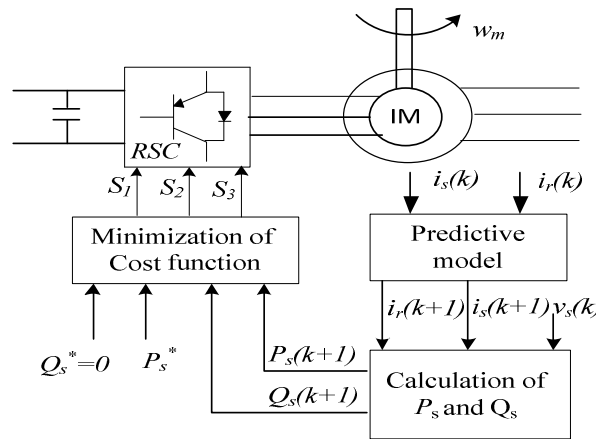 w_m
IM
RSC
S_1 S_2 S_3
i_s(k) i_r(k)
Minimization of
Cost function
Predictive
model
i_r(k+1) i_s(k+1) v_s(k)
Q_s*=0 P_s*
P_s(k+1)
Q_s(k+1)
Calculation of
P_s and Q_s